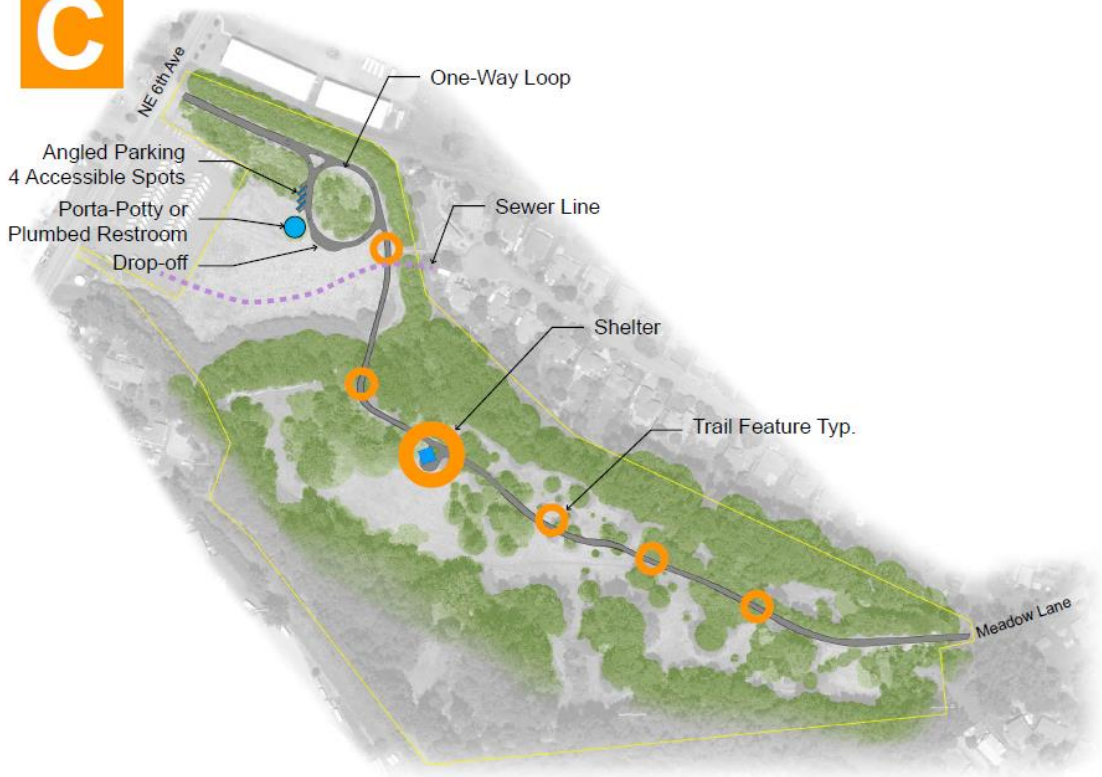 C
NE 6th Ave
One-Way Loop
Angled Parking
4 Accessible Spots
Porta-Potty or
Plumbed Restroom
Drop-off
Sewer Line
Shelter
Trail Feature Typ.
Meadow Lane